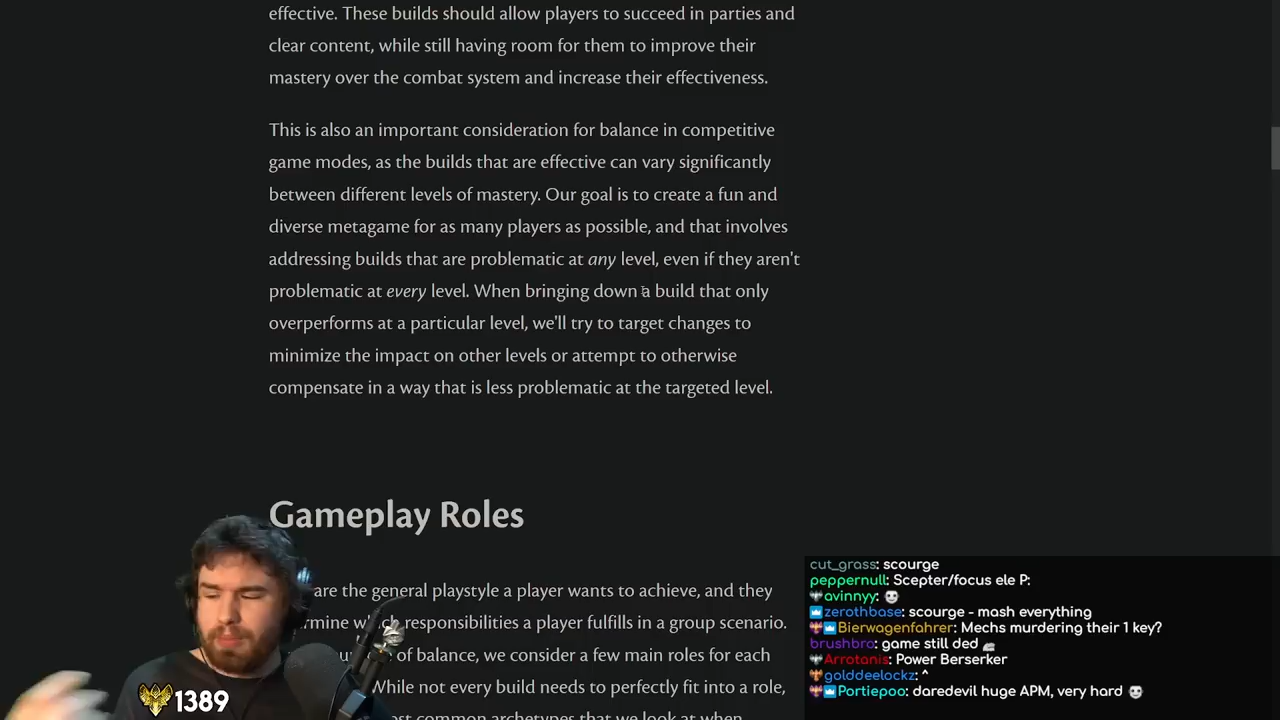 effective. These builds should allow players to succeed in parties and
clear content, while still having room for them to improve their
mastery over the combat system and increase their effectiveness.
This is also an important consideration for balance in competitive
game modes, as the builds that are effective can vary significantly
between different levels of mastery. Our goal is to create a fun and
diverse metagame for as many players as possible, and that involves
addressing builds that are problematic at any level, even if they aren't
problematic at every level. When bringing down a build that only
overperforms at a particular level, we'll try to target changes to
minimize the impact on other levels or attempt to otherwise
compensate in a way that is less problematic at the targeted level.
Gameplay Roles
are the general playstyle a player wants to achieve, and they
responsibilities a player fulfills in a group scenario.
of balance, we consider a few main roles for each
While not every build needs to perfectly fit into a role,
most common archetypes that we look at when
1389
cut_grass: scourge
peppernull: Scepter/focus ele P:
avinnyy:
zerothbase: scourge - mash everything
Bierwagenfahrer: Mechs murdering their 1 key?
brushbro: game still ded
Arrotanis: Power Berserker
golddeelockz: ^
Portiepoo: daredevil huge APM, very hard